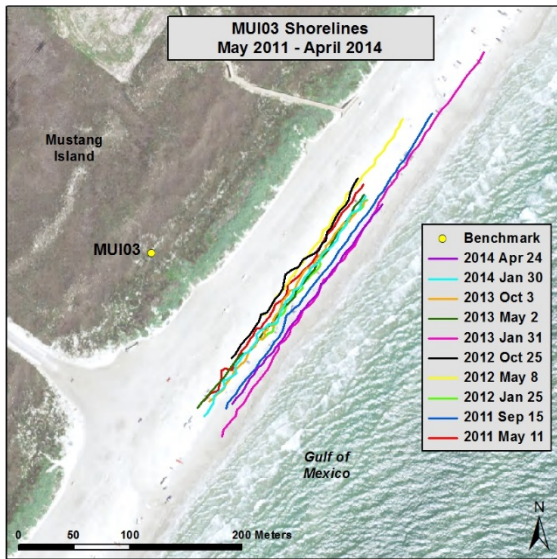 MUI03 Shorelines
May 2011 - April 2014
Mustang
Island
MUI03
Benchmark
2014 Apr 24
2014 Jan 30
2013 Oct 3
2013 May 2
2013 Jan 31
2012 Oct 25
2012 May 8
2012 Jan 25
2011 Sep 15
2011 May 11
Gulf of
Mexico
N
0 50 100 200 Meters